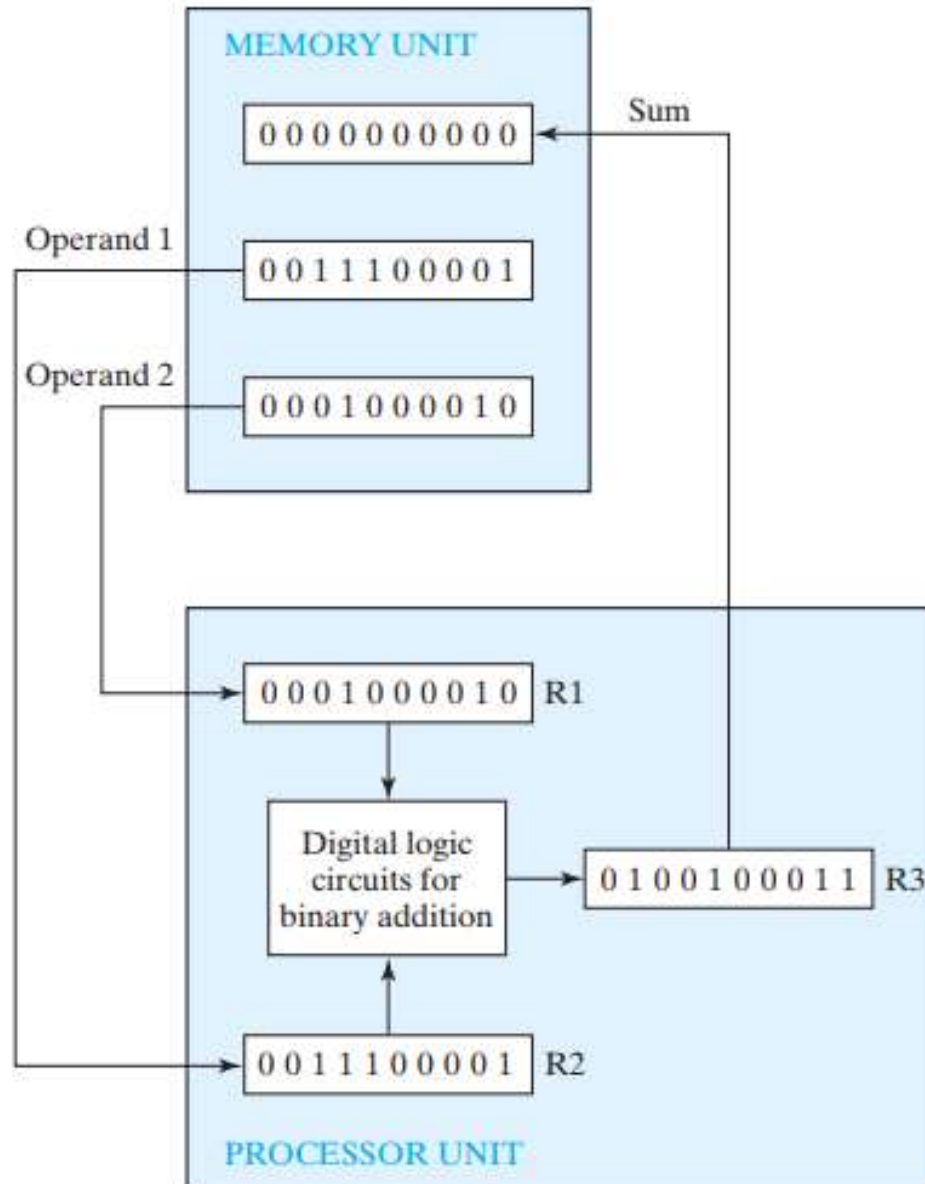 MEMORY UNIT
Sum
0 0 0 0 0 0 0 0 0 0
Operand 1
0 0 1 1 1 0 0 0 0 1
Operand 2
0 0 0 1 0 0 0 0 1 0
0 0 0 1 0 0 0 0 1 0 R1
Digital logic
circuits for
binary addition
0 1 0 0 1 0 0 0 1 1 R3
0 0 1 1 1 0 0 0 0 1 R2
PROCESSOR UNIT